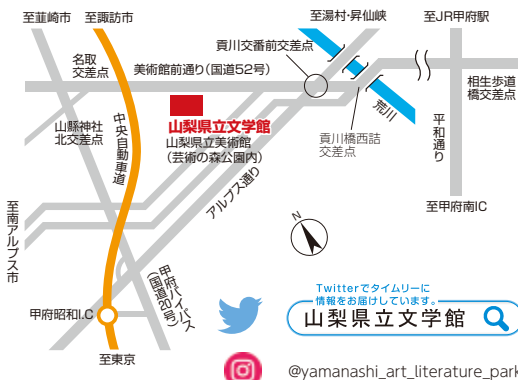 至韮崎市
至諏訪市
至湯村・昇仙峡
至JR甲府駅
名取
交差点
美術館前通り(国道52号)
貢川交番前交差点
相生歩道
橋交差点
荒川
山縣神社
北交差点
中央自動車道
山梨県立文学館
山梨県立美術館
(芸術の森公園内)
貢川橋西詰
交差点
平和通り
アルプス通り
至南アルプス市
至甲府南IC
N
甲府バイパス
(国道20号)
甲府昭和I.C
至東京
Twitterでタイムリーに
情報をお届けしています。
山梨県立文学館
@yamanashi_art_literature_park